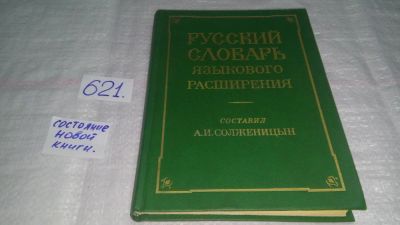 621.
состояние
новой
книги.
РУССКИЙ
СЛОВАРЬ
ЯЗЫКОВОГО
РАСШИРЕНИЯ
СОСТАВИЛ
А.И.СОЛЖЕНИЦЫН